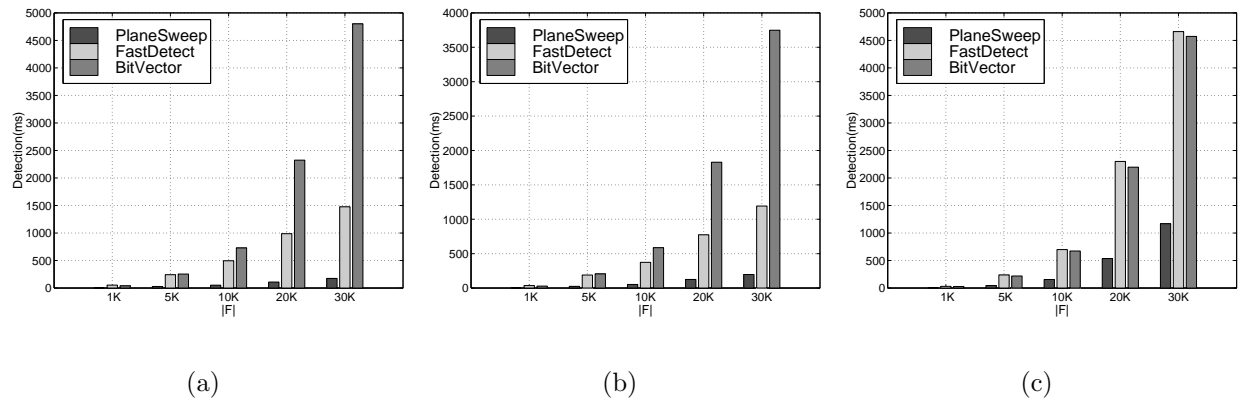 5000
4500
4000
3500
3000
2500
2000
1500
1000
500
0
Detection(ms)
PlaneSweep
FastDetect
BitVector
1K 5K 10K 20K 30K
|F|
(a)
4000
3500
3000
2500
2000
1500
1000
500
0
Detection(ms)
PlaneSweep
FastDetect
BitVector
1K 5K 10K 20K 30K
|F|
(b)
5000
4500
4000
3500
3000
2500
2000
1500
1000
500
0
Detection(ms)
PlaneSweep
FastDetect
BitVector
1K 5K 10K 20K 30K
|F|
(c)